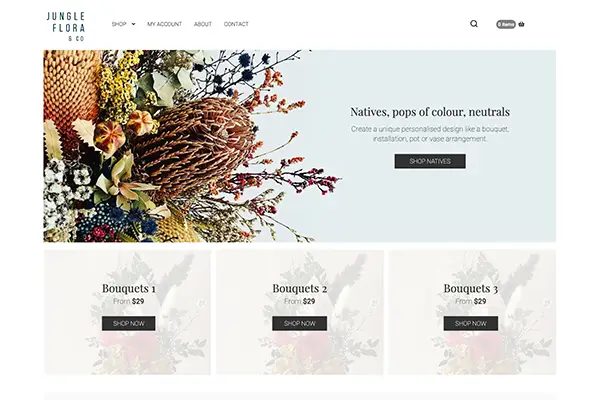 JUNGLE
FLORA
& CO
SHOP MY ACCOUNT ABOUT CONTACT
0 items
Natives, pops of colour, neutrals
Create a unique personalised design like a bouquet,
installation, pot or vase arrangement.
SHOP NATIVES
Bouquets 1
From $29
SHOP NOW
Bouquets 2
From $29
SHOP NOW
Bouquets 3
From $29
SHOP NOW